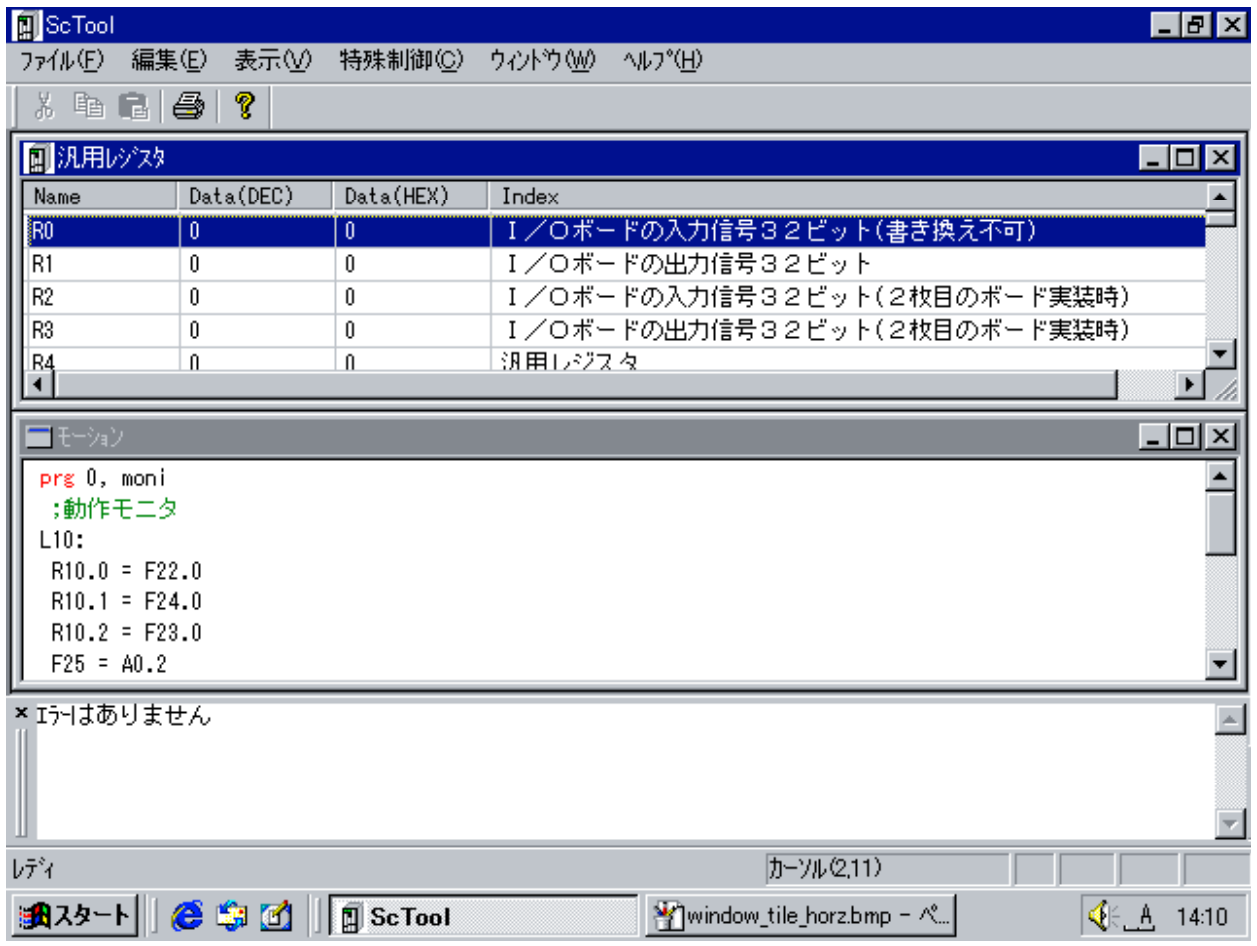 ScTool
ﾌｧｲﾙ(F) 編集(E) 表示(V) 特殊制御(C) ｳｨﾝﾄﾞｳ(W) ﾍﾙﾌﾟ(H)
汎用ﾚｼﾞｽﾀ
Name Data(DEC) Data(HEX) Index
R0 0 0 Ｉ／Ｏボードの入力信号３２ビット(書き換え不可)
R1 0 0 Ｉ／Ｏボードの出力信号３２ビット
R2 0 0 Ｉ／Ｏボードの入力信号３２ビット(２枚目のボード実装時)
R3 0 0 Ｉ／Ｏボードの出力信号３２ビット(２枚目のボード実装時)
R4 0 0 汎用レジスタ
ﾓｰｼｮﾝ
prg 0, moni
;動作モニタ
L10:
R10.0 = F22.0
R10.1 = F24.0
R10.2 = F23.0
F25 = A0.2
ｴﾗｰはありません
ﾚﾃﾞｨ ｶｰｿﾙ(2,11)
スタート ScTool window_tile_horz.bmp - ﾍﾟ... A 14:10